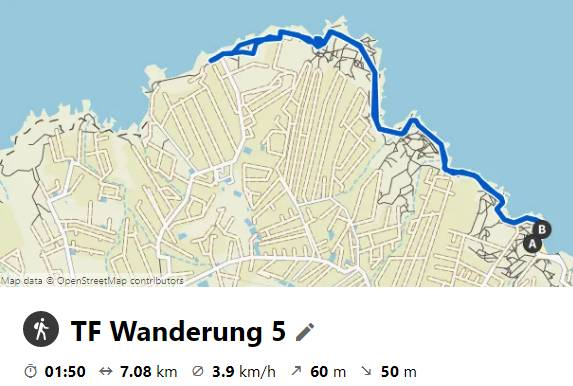 B
A
Map data © OpenStreetMap contributors
TF Wanderung 5
01:50 7.08 km 3.9 km/h 60 m 50 m